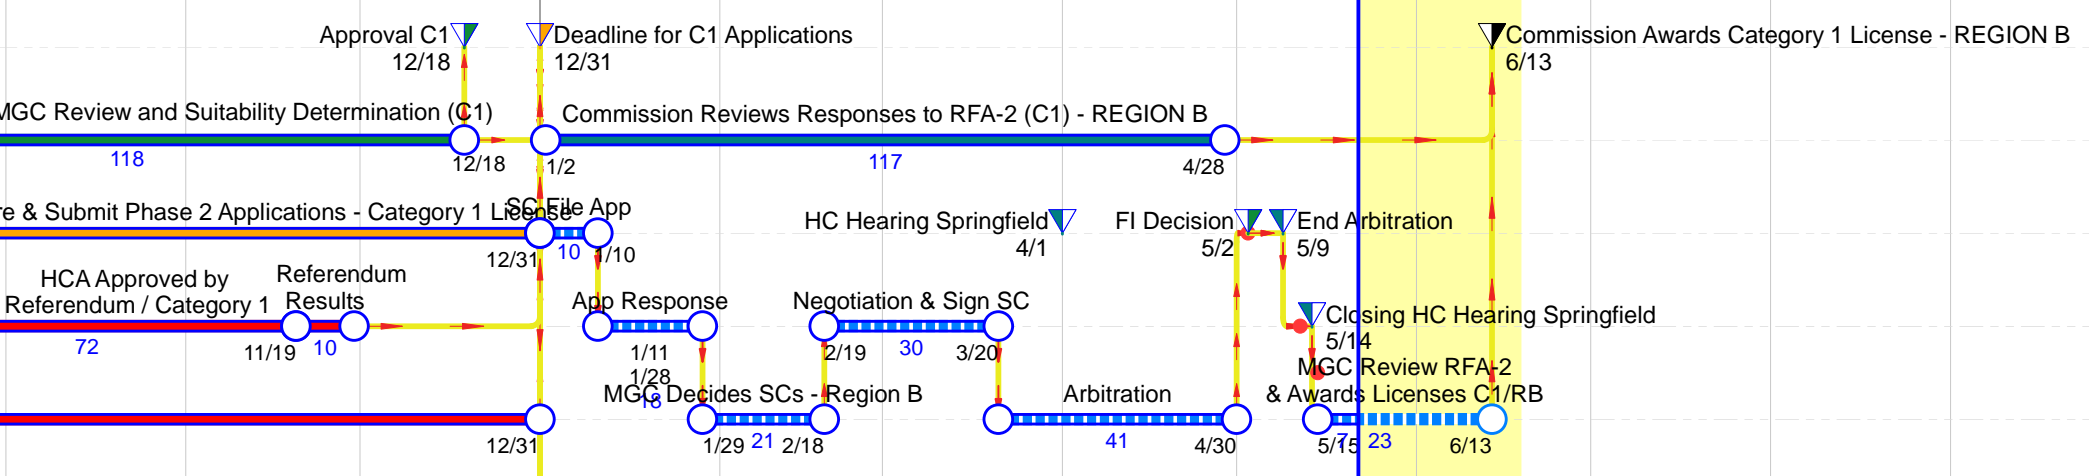 Approval C1
12/18
Deadline for C1 Applications
12/31
Commission Awards Category 1 License - REGION B
6/13
MGC Review and Suitability Determination (C1)
118
12/18
Commission Reviews Responses to RFA-2 (C1) - REGION B
1/2
117
4/28
re & Submit Phase 2 Applications - Category 1 License
12/31
SC File App
10
1/10
HC Hearing Springfield
4/1
FI Decision
5/2
End Arbitration
5/9
HCA Approved by
Referendum / Category 1
72
11/19
Referendum
Results
10
App Response
1/11
1/28
18
Negotiation & Sign SC
2/19
30
3/20
Closing HC Hearing Springfield
5/14
12/31
MGC Decides SCs - Region B
1/29
21
2/18
Arbitration
41
4/30
MGC Review RFA-2
& Awards Licenses C1/RB
5/15
7
23
6/13